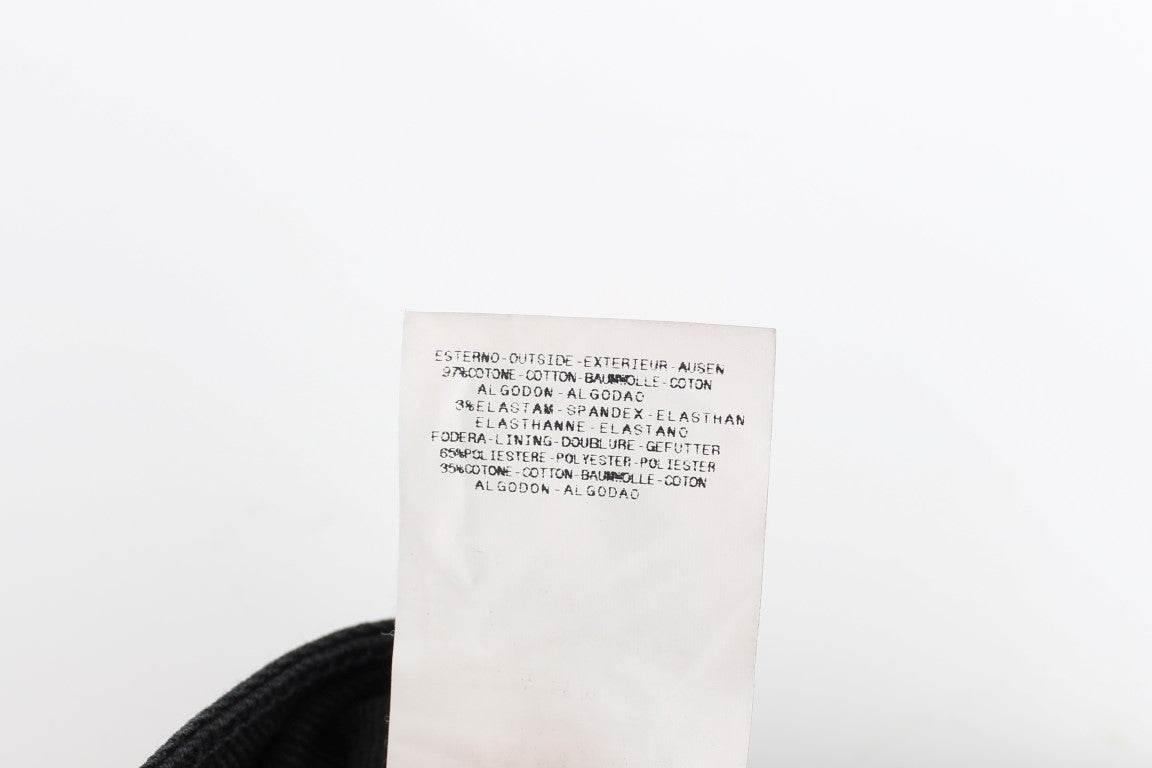 ESTERNO-OUTSIDE-EXTERIEUR-AUSEN
97%COTONE-COTTON-BAUMWOLLE-COTON
ALGODON-ALGODAO
3%ELASTAM-SPANDEX-ELASTHAN
ELASTHANNE-ELASTANO
FODERA-LINING-DOUBLURE-GEFUTTER
65%POLIESTERE-POLYESTER-POLIESTER
35%COTONE-COTTON-BAUMWOLLE-COTON
ALGODON-ALGODAO